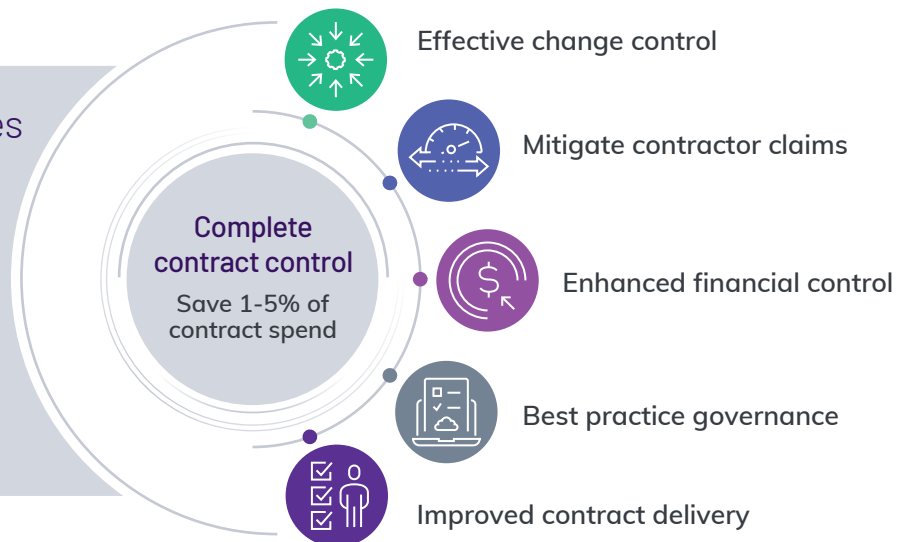 Effective change control
Mitigate contractor claims
Complete
contract control
Save 1-5% of
contract spend
Enhanced financial control
Best practice governance
Improved contract delivery